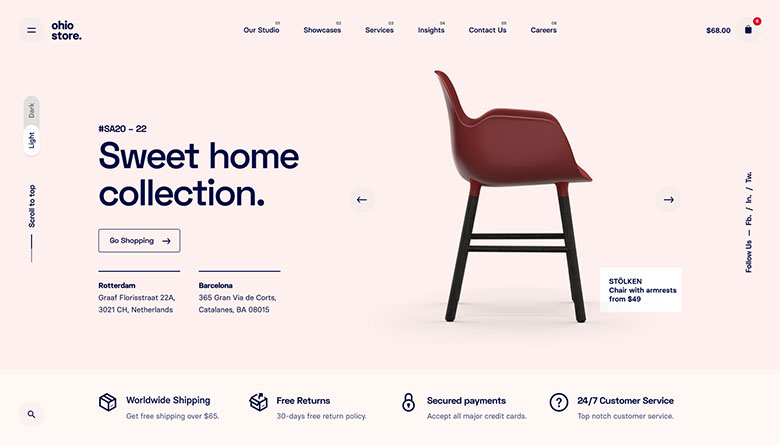 ohio
store.
Our Studio 01
Showcases 02
Services 03
Insights 04
Contact Us 05
Careers 06
$68.00
Dark
Light
Scroll to top
#SA20 – 22
Sweet home
collection.
Go Shopping
Rotterdam
Graaf Florisstraat 22A,
3021 CH, Netherlands
Barcelona
365 Gran Via de Corts,
Catalanes, BA 08015
STÖLKEN
Chair with armrests
from $49
Follow Us — Fb. / In. / Tw.
Worldwide Shipping
Get free shipping over $65.
Free Returns
30-days free return policy.
Secured payments
Accept all major credit cards.
24/7 Customer Service
Top notch customer service.